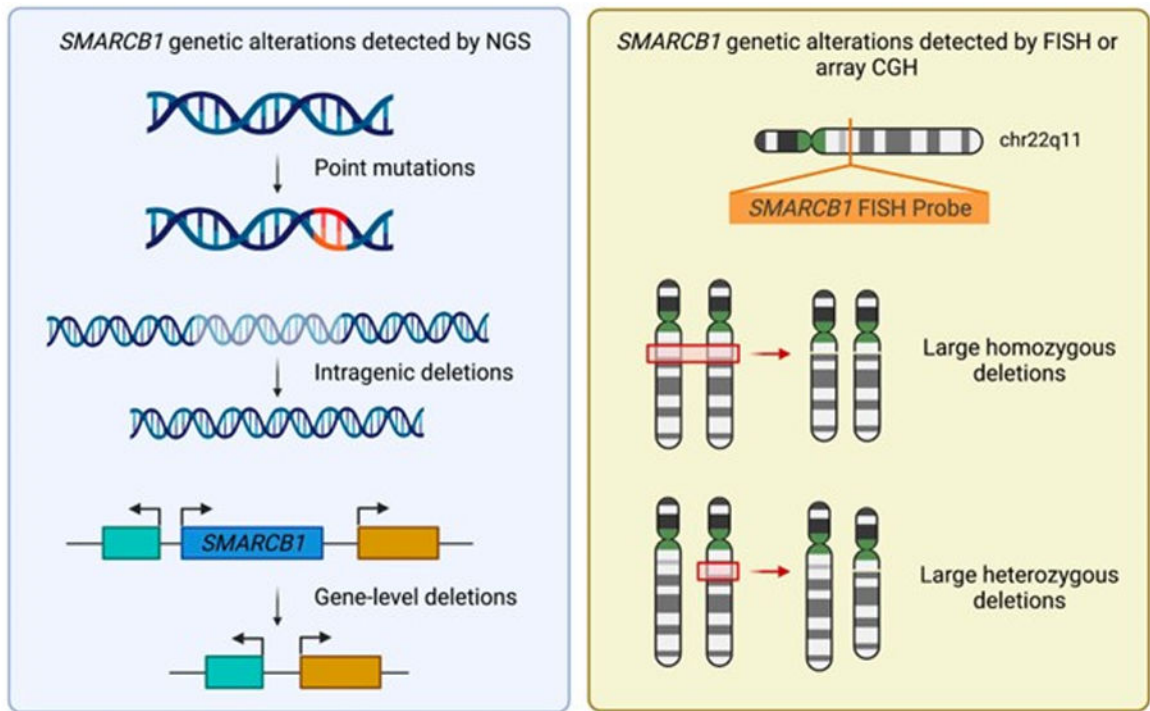 SMARCB1 genetic alterations detected by NGS
Point mutations
Intragenic deletions
SMARCB1
Gene-level deletions
SMARCB1 genetic alterations detected by FISH or
array CGH
chr22q11
SMARCB1 FISH Probe
Large homozygous
deletions
Large heterozygous
deletions